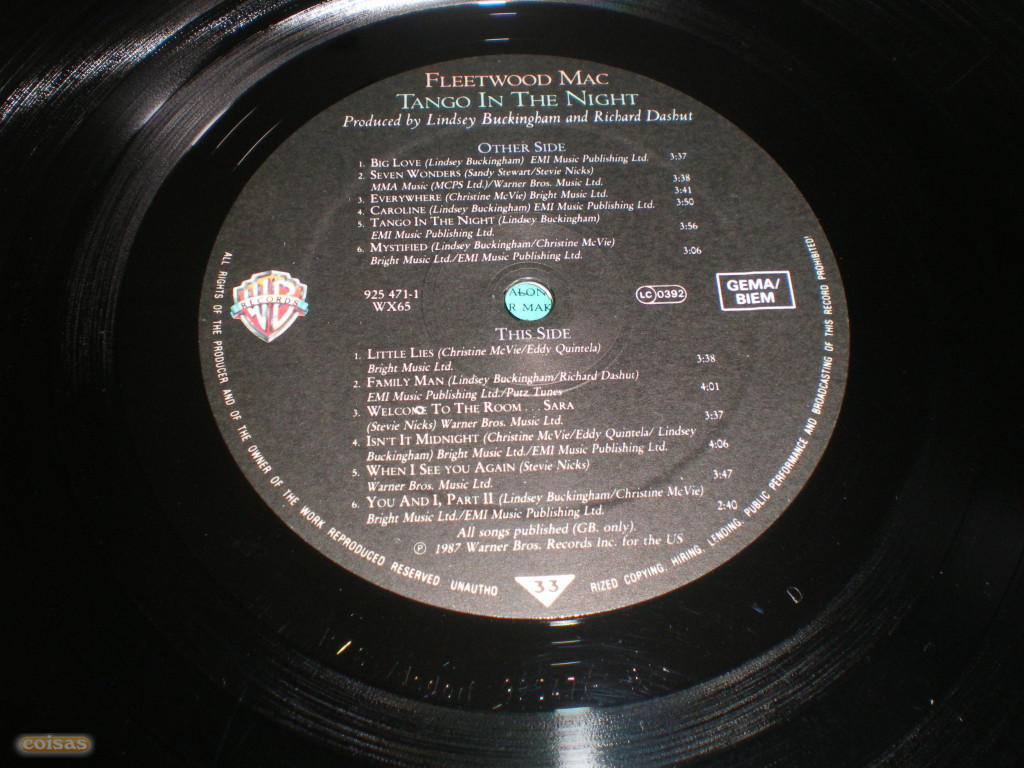 FLEETWOOD MAC
TANGO IN THE NIGHT
Produced by Lindsey Buckingham and Richard Dashut
OTHER SIDE
1. BIG LOVE (Lindsey Buckingham) EMI Music Publishing Ltd. 3:37
2. SEVEN WONDERS (Sandy Stewart/Stevie Nicks)
MMA Music (MCPS Ltd.)/Warner Bros. Music Ltd. 3:38
3. EVERYWHERE (Christine McVie) Bright Music Ltd. 3:41
4. CAROLINE (Lindsey Buckingham) EMI Music Publishing Ltd. 3:50
5. TANGO IN THE NIGHT (Lindsey Buckingham)
EMI Music Publishing Ltd. 3:56
6. MYSTIFIED (Lindsey Buckingham/Christine McVie)
Bright Music Ltd./EMI Music Publishing Ltd. 3:06
925 471-1
WX65
RECORDS
ALON
R MAK
LC 0392
GEMA/
BIEM
THIS SIDE
1. LITTLE LIES (Christine McVie/Eddy Quintela)
Bright Music Ltd. 3:38
2. FAMILY MAN (Lindsey Buckingham/Richard Dashut)
EMI Music Publishing Ltd./Putz Tunes 4:01
3. WELCOME TO THE ROOM... SARA
(Stevie Nicks) Warner Bros. Music Ltd. 3:37
4. ISN'T IT MIDNIGHT (Christine McVie/Eddy Quintela/ Lindsey
Buckingham) Bright Music Ltd./EMI Music Publishing Ltd. 4:06
5. WHEN I SEE YOU AGAIN (Stevie Nicks)
Warner Bros. Music Ltd. 3:47
6. YOU AND I, PART II (Lindsey Buckingham/Christine McVie)
Bright Music Ltd./EMI Music Publishing Ltd. 2:40
All songs published (GB. only).
℗ 1987 Warner Bros. Records Inc. for the US
33
ALL RIGHTS OF THE PRODUCER AND OF THE OWNER OF THE WORK REPRODUCED RESERVED UNAUTHO RIZED COPYING, HIRING, LENDING, PUBLIC PERFORMANCE AND BROADCASTING OF THIS RECORD PROHIBITED!
coisas